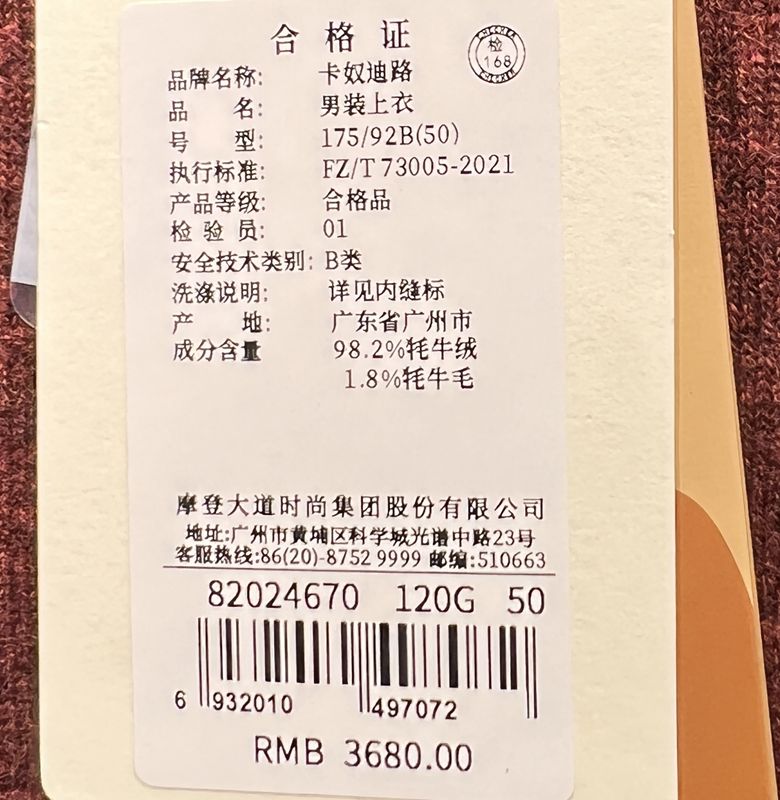 合格证
CHECKER
检
168
CHECKER
品牌名称: 卡奴迪路
品 名: 男装上衣
号 型: 175/92B(50)
执行标准: FZ/T 73005-2021
产品等级: 合格品
检 验 员: 01
安全技术类别: B类
洗涤说明: 详见内缝标
产 地: 广东省广州市
成分含量 98.2%牦牛绒
1.8%牦牛毛
摩登大道时尚集团股份有限公司
地址:广州市黄埔区科学城光谱中路23号
客服热线:86(20)-8752 9999 邮编:510663
82024670 120G 50
6 932010 497072
RMB 3680.00